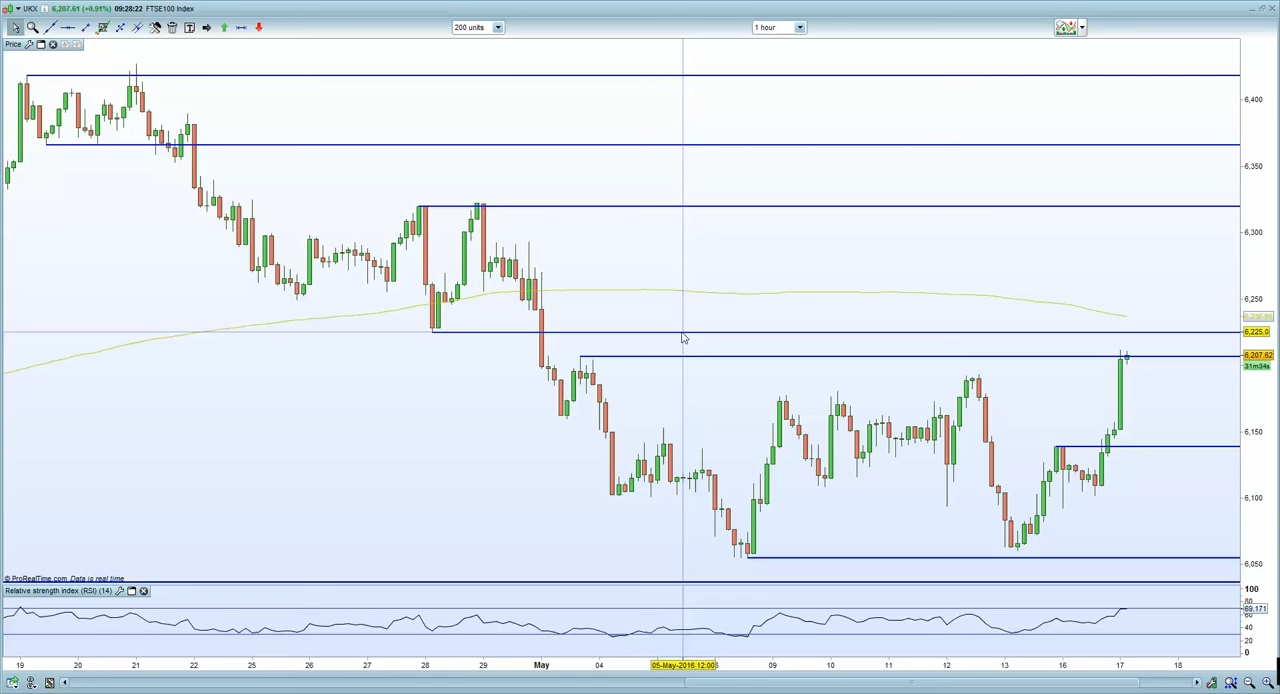 UKX 6,207.61 (+0.91%) 09:28:22 FTSE100 Index
200 units
1 hour
Price
6,400
6,350
6,300
6,250
6,225.0
6,207.62
31m34s
6,150
6,100
6,050
© ProRealTime.com Data is real time
Relative strength index (RSI) (14)
100
80
69.171
40
20
0
19 20 21 22 25 26 27 28 29 May 04 05-May-2016 12:00 09 10 11 12 13 16 17 18